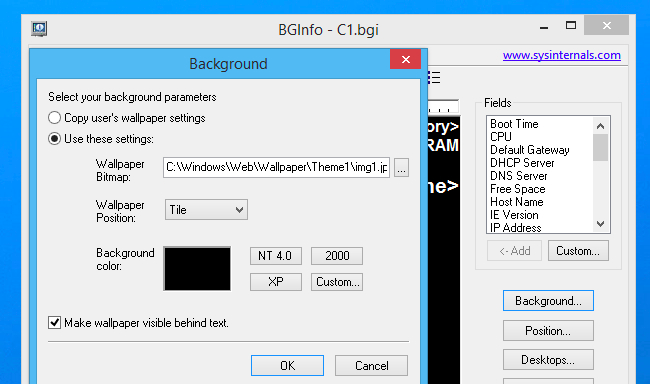 BGInfo - C1.bgi
www.sysinternals.com
Background
Select your background parameters
Copy user's wallpaper settings
Use these settings:
Wallpaper Bitmap:
C:\Windows\Web\Wallpaper\Theme1\img1.jp
...
Wallpaper Position:
Tile
Background color:
NT 4.0
2000
XP
Custom...
Make wallpaper visible behind text.
OK
Cancel
ory>
RAM
ne>
Fields
Boot Time
CPU
Default Gateway
DHCP Server
DNS Server
Free Space
Host Name
IE Version
IP Address
<- Add
Custom...
Background...
Position...
Desktops...